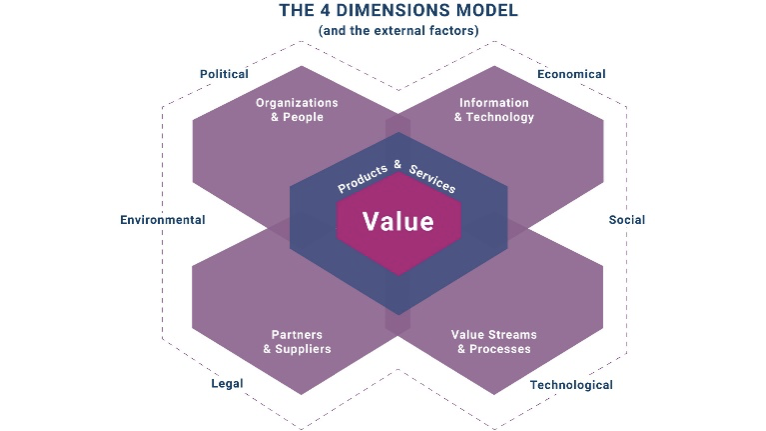 THE 4 DIMENSIONS MODEL
(and the external factors)
Political
Economical
Organizations
& People
Information
& Technology
Products & Services
Value
Environmental
Social
Partners
& Suppliers
Value Streams
& Processes
Legal
Technological